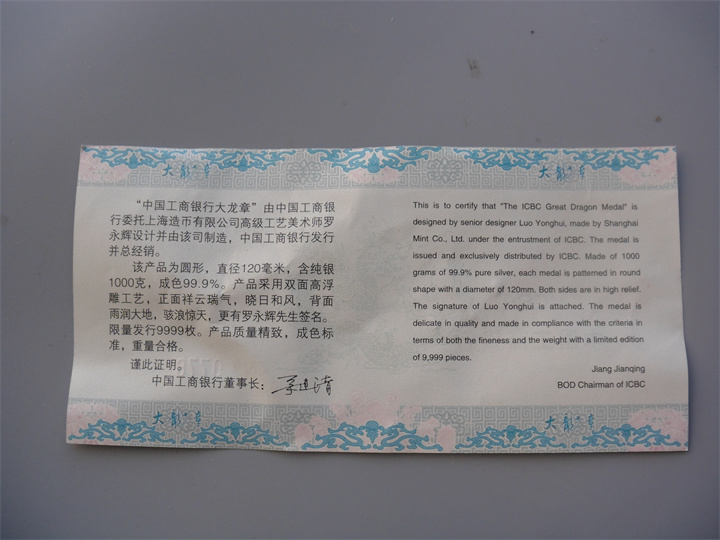 大龙章
大龙章
“中国工商银行大龙章”由中国工商银
行委托上海造币有限公司高级工艺美术师罗
永辉设计并由该司制造，中国工商银行发行
并总经销。
该产品为圆形，直径120毫米，含纯银
1000克，成色99.9%。产品采用双面高浮
雕工艺，正面祥云瑞气，晓日和风，背面
雨润大地，骇浪惊天，更有罗永辉先生签名。
限量发行9999枚。产品质量精致，成色标
准，重量合格。
谨此证明。
中国工商银行董事长：
This is to certify that "The ICBC Great Dragon Medal" is
designed by senior designer Luo Yonghui, made by Shanghai
Mint Co., Ltd. under the entrustment of ICBC. The medal is
issued and exclusively distributed by ICBC. Made of 1000
grams of 99.9% pure silver, each medal is patterned in round
shape with a diameter of 120mm. Both sides are in high relief.
The signature of Luo Yonghui is attached. The medal is
delicate in quality and made in compliance with the criteria in
terms of both the fineness and the weight with a limited edition
of 9,999 pieces.
Jiang Jianqing
BOD Chairman of ICBC
大龙章
大龙章